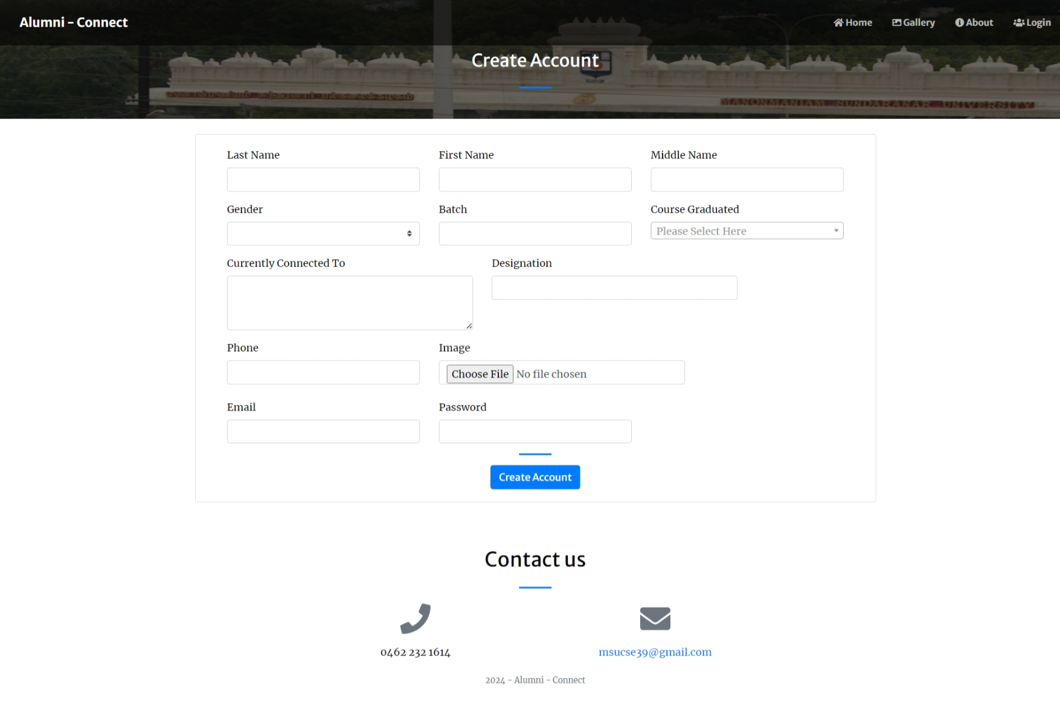 Alumni - Connect
Home Gallery About Login
Create Account
MANONMANIAM SUNDARANAR UNIVERSITY
Last Name First Name Middle Name
Gender Batch Course Graduated
Please Select Here
Currently Connected To Designation
Phone Image
Choose File No file chosen
Email Password
Create Account
Contact us
0462 232 1614 msucse39@gmail.com
2024 - Alumni - Connect